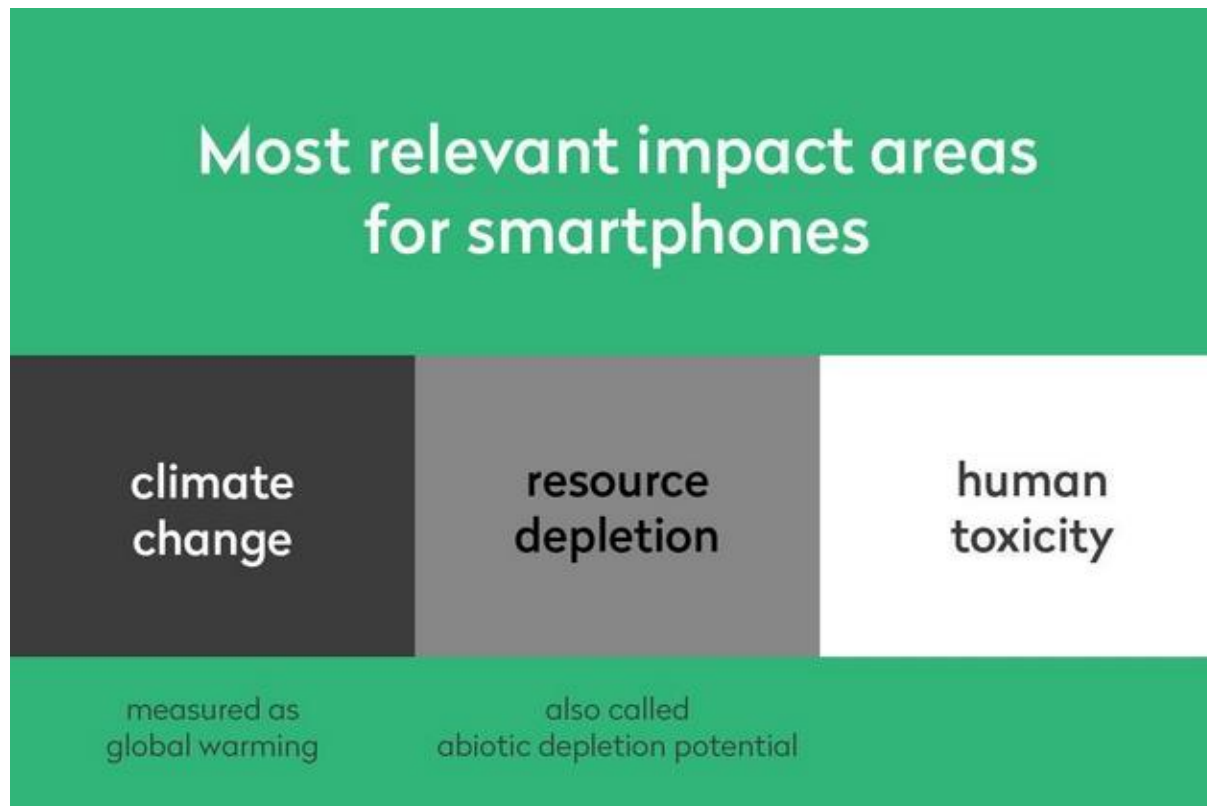 Most relevant impact areas
for smartphones
climate
change
resource
depletion
human
toxicity
measured as
global warming
also called
abiotic depletion potential